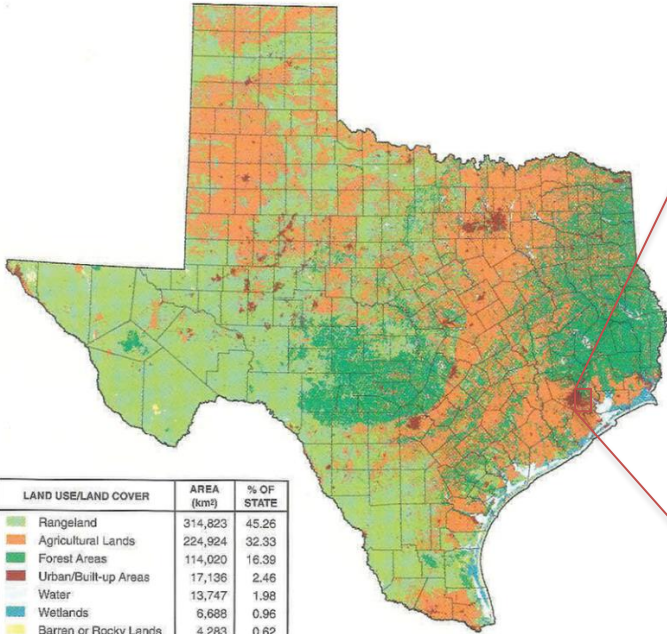 LAND USE/LAND COVER AREA (km²) % OF STATE
Rangeland 314,823 45.26
Agricultural Lands 224,924 32.33
Forest Areas 114,020 16.39
Urban/Built-up Areas 17,136 2.46
Water 13,747 1.98
Wetlands 6,688 0.96
Barren or Rocky Lands 4,283 0.62